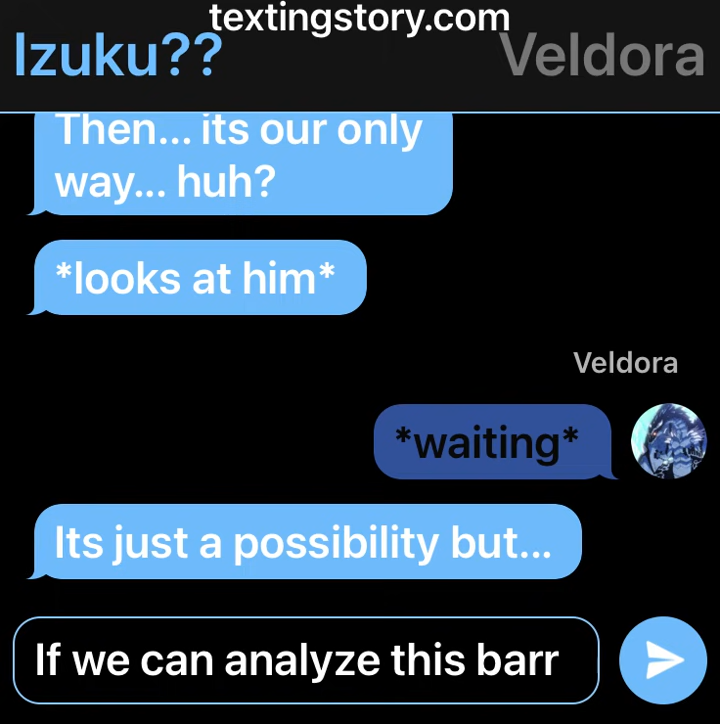 textingstory.com
Izuku??
Veldora
Then... its our only
way... huh?
*looks at him*
Veldora
*waiting*
Its just a possibility but...
If we can analyze this barr